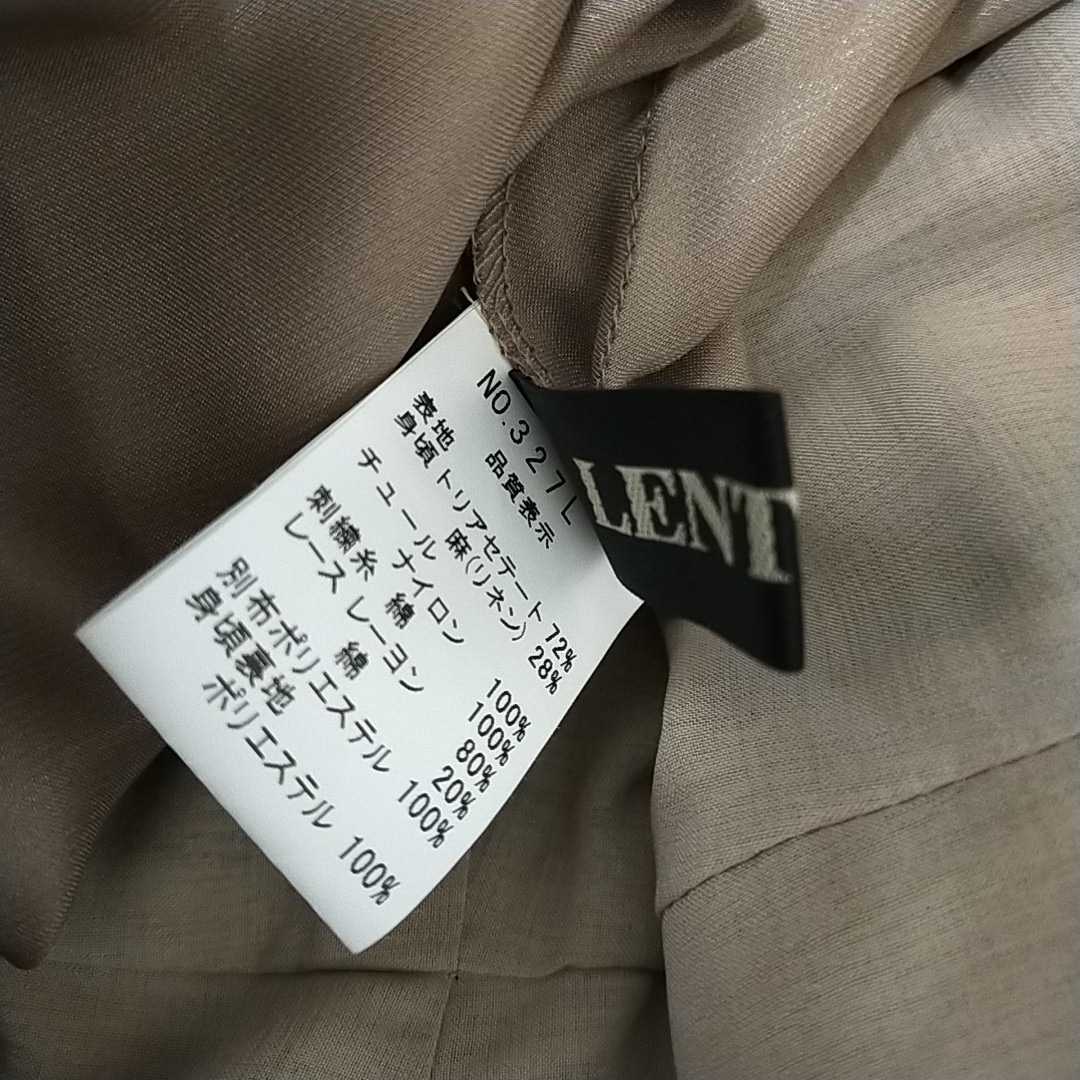 NO.327L
品質表示
表地
身頃 トリアセテート 72%
麻(リネン) 28%
チュール ナイロン 100%
刺繍糸 綿 100%
レース レーヨン 80%
綿 20%
別布ポリエステル 100%
身頃裏地
ポリエステル 100%
LENT